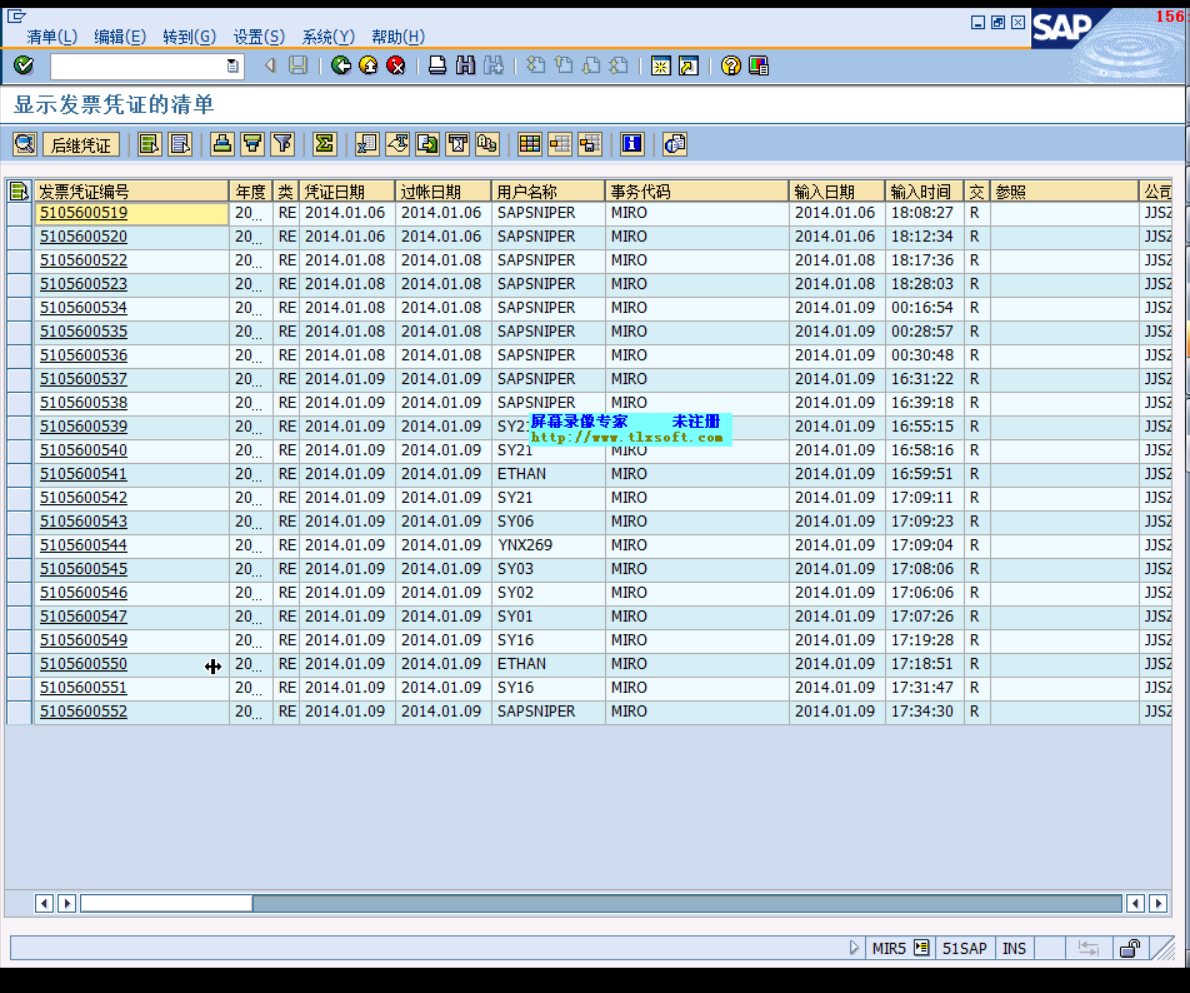 156
清单(L) 编辑(E) 转到(G) 设置(S) 系统(Y) 帮助(H) SAP
显示发票凭证的清单
后继凭证
发票凭证编号 年度 类 凭证日期 过帐日期 用户名称 事务代码 输入日期 输入时间 交 参照 公司
5105600519 20... RE 2014.01.06 2014.01.06 SAPSNIPER MIRO 2014.01.06 18:08:27 R JJSZ
5105600520 20... RE 2014.01.06 2014.01.06 SAPSNIPER MIRO 2014.01.06 18:12:34 R JJSZ
5105600522 20... RE 2014.01.08 2014.01.08 SAPSNIPER MIRO 2014.01.08 18:17:36 R JJSZ
5105600523 20... RE 2014.01.08 2014.01.08 SAPSNIPER MIRO 2014.01.08 18:28:03 R JJSZ
5105600534 20... RE 2014.01.08 2014.01.08 SAPSNIPER MIRO 2014.01.09 00:16:54 R JJSZ
5105600535 20... RE 2014.01.08 2014.01.08 SAPSNIPER MIRO 2014.01.09 00:28:57 R JJSZ
5105600536 20... RE 2014.01.08 2014.01.08 SAPSNIPER MIRO 2014.01.09 00:30:48 R JJSZ
5105600537 20... RE 2014.01.09 2014.01.09 SAPSNIPER MIRO 2014.01.09 16:31:22 R JJSZ
5105600538 20... RE 2014.01.09 2014.01.09 SAPSNIPER MIRO 2014.01.09 16:39:18 R JJSZ
屏幕录像专家 未注册
5105600539 20... RE 2014.01.09 2014.01.09 2014.01.09 16:55:15 R JJSZ
http://www.tlxsoft.com
5105600540 20... RE 2014.01.09 2014.01.09 SY21 MIRO 2014.01.09 16:58:16 R JJSZ
5105600541 20... RE 2014.01.09 2014.01.09 ETHAN MIRO 2014.01.09 16:59:51 R JJSZ
5105600542 20... RE 2014.01.09 2014.01.09 SY21 MIRO 2014.01.09 17:09:11 R JJSZ
5105600543 20... RE 2014.01.09 2014.01.09 SY06 MIRO 2014.01.09 17:09:23 R JJSZ
5105600544 20... RE 2014.01.09 2014.01.09 YNX269 MIRO 2014.01.09 17:09:04 R JJSZ
5105600545 20... RE 2014.01.09 2014.01.09 SY03 MIRO 2014.01.09 17:08:06 R JJSZ
5105600546 20... RE 2014.01.09 2014.01.09 SY02 MIRO 2014.01.09 17:06:06 R JJSZ
5105600547 20... RE 2014.01.09 2014.01.09 SY01 MIRO 2014.01.09 17:07:26 R JJSZ
5105600549 20... RE 2014.01.09 2014.01.09 SY16 MIRO 2014.01.09 17:19:28 R JJSZ
5105600550 20... RE 2014.01.09 2014.01.09 ETHAN MIRO 2014.01.09 17:18:51 R JJSZ
5105600551 20... RE 2014.01.09 2014.01.09 SY16 MIRO 2014.01.09 17:31:47 R JJSZ
5105600552 20... RE 2014.01.09 2014.01.09 SAPSNIPER MIRO 2014.01.09 17:34:30 R JJSZ
MIR5 51SAP INS